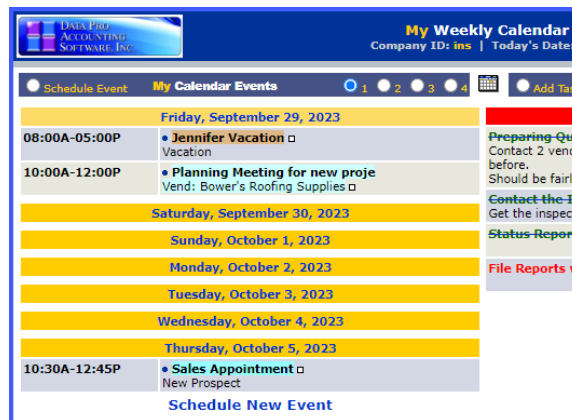 DATA PRO
ACCOUNTING
SOFTWARE, INC.
My Weekly Calendar
Company ID: ins | Today's Date:
Schedule Event
My Calendar Events
1 2 3 4
Add Tas
Friday, September 29, 2023
08:00A-05:00P
• Jennifer Vacation
Vacation
10:00A-12:00P
• Planning Meeting for new proje
Vend: Bower's Roofing Supplies
Saturday, September 30, 2023
Sunday, October 1, 2023
Monday, October 2, 2023
Tuesday, October 3, 2023
Wednesday, October 4, 2023
Thursday, October 5, 2023
10:30A-12:45P
• Sales Appointment
New Prospect
Schedule New Event
Preparing Qu
Contact 2 vend
before.
Should be fairl
Contact the I
Get the inspec
Status Repor
File Reports